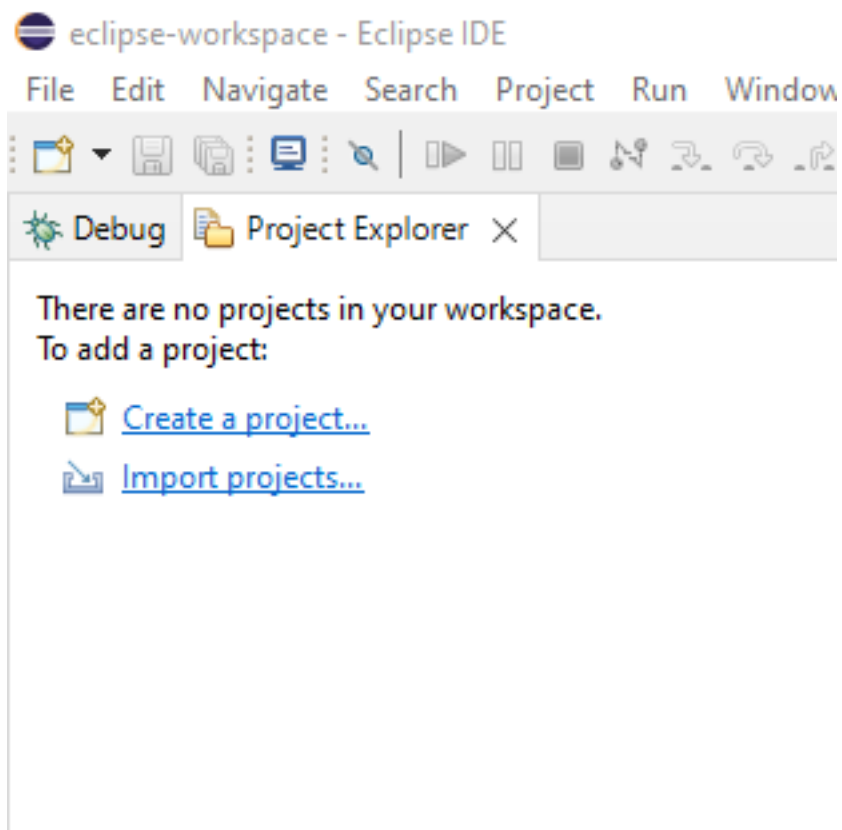 eclipse-workspace - Eclipse IDE
File Edit Navigate Search Project Run Window
Debug Project Explorer
There are no projects in your workspace.
To add a project:
Create a project...
Import projects...